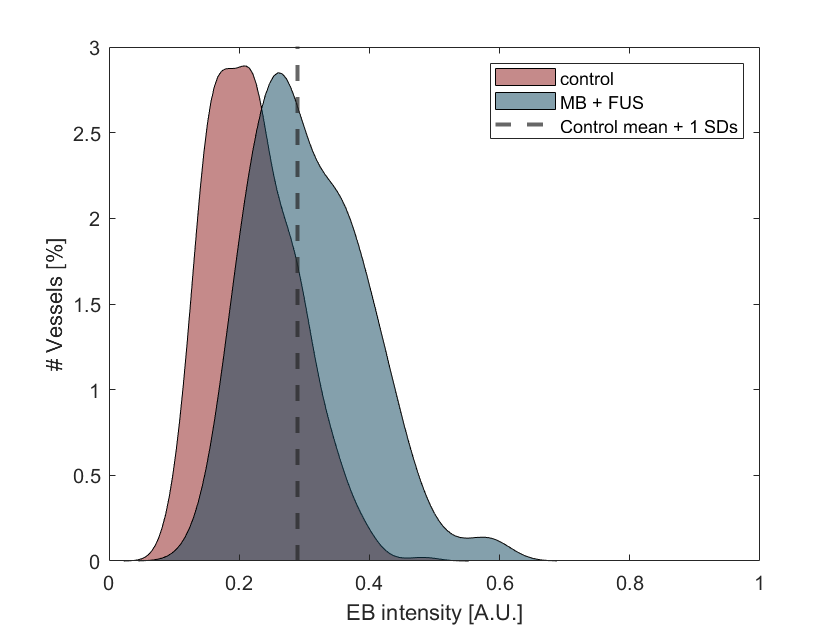 control
MB + FUS
Control mean + 1 SDs
3
2.5
2
1.5
1
0.5
0
# Vessels [%]
0
0.2
0.4
0.6
0.8
1
EB intensity [A.U.]